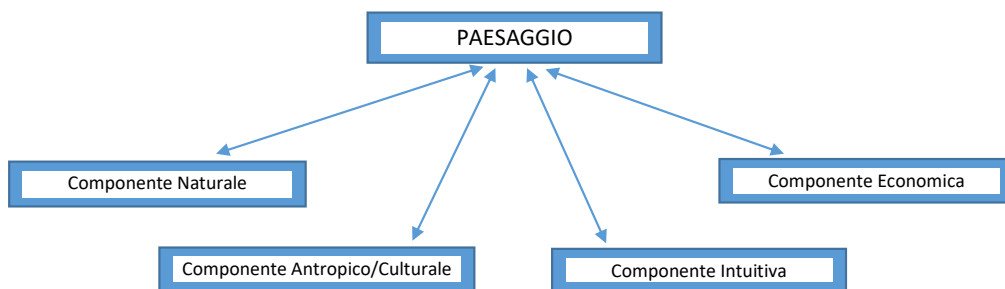 PAESAGGIO
Componente Naturale
Componente Economica
Componente Antropico/Culturale
Componente Intuitiva